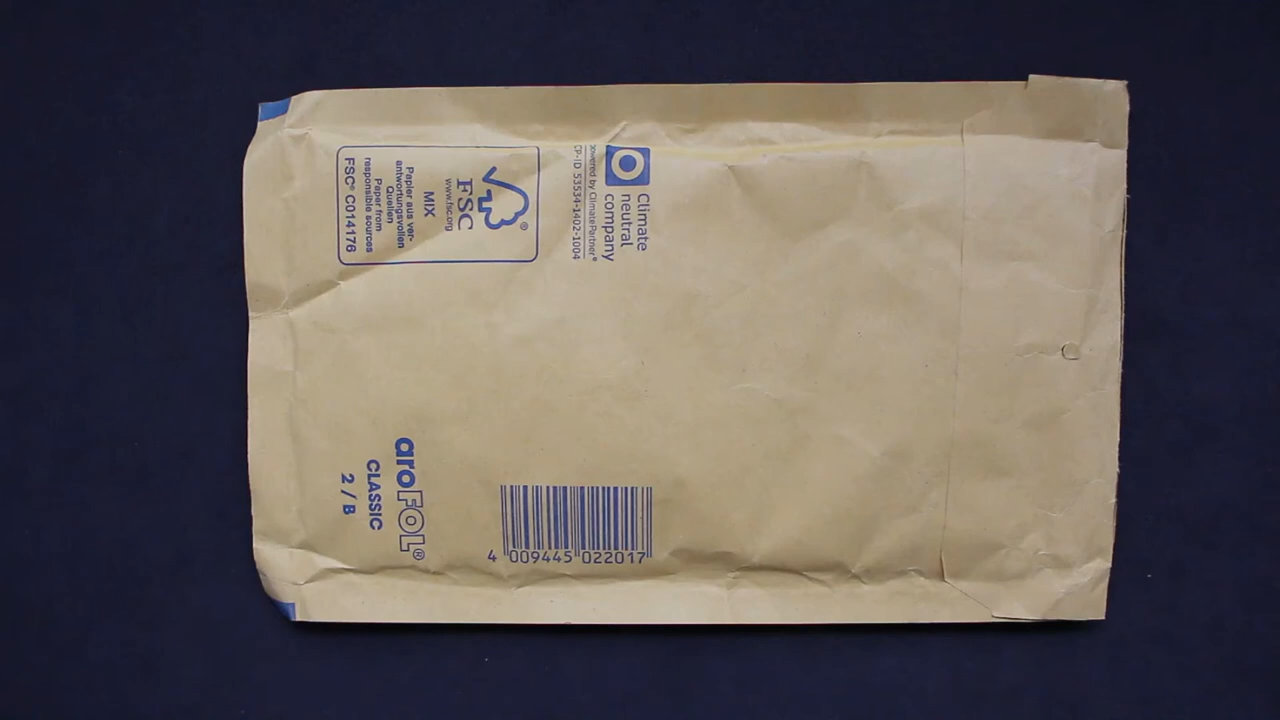 Climate
neutral
company
powered by ClimatePartner°
CP-ID 53534-1402-1004
®
FSC
www.fsc.org
MIX
Papier aus ver-
antwortungsvollen
Quellen
Paper from
responsible sources
FSC® C014176
aroFOL®
CLASSIC
2 / B
4 009445 022017